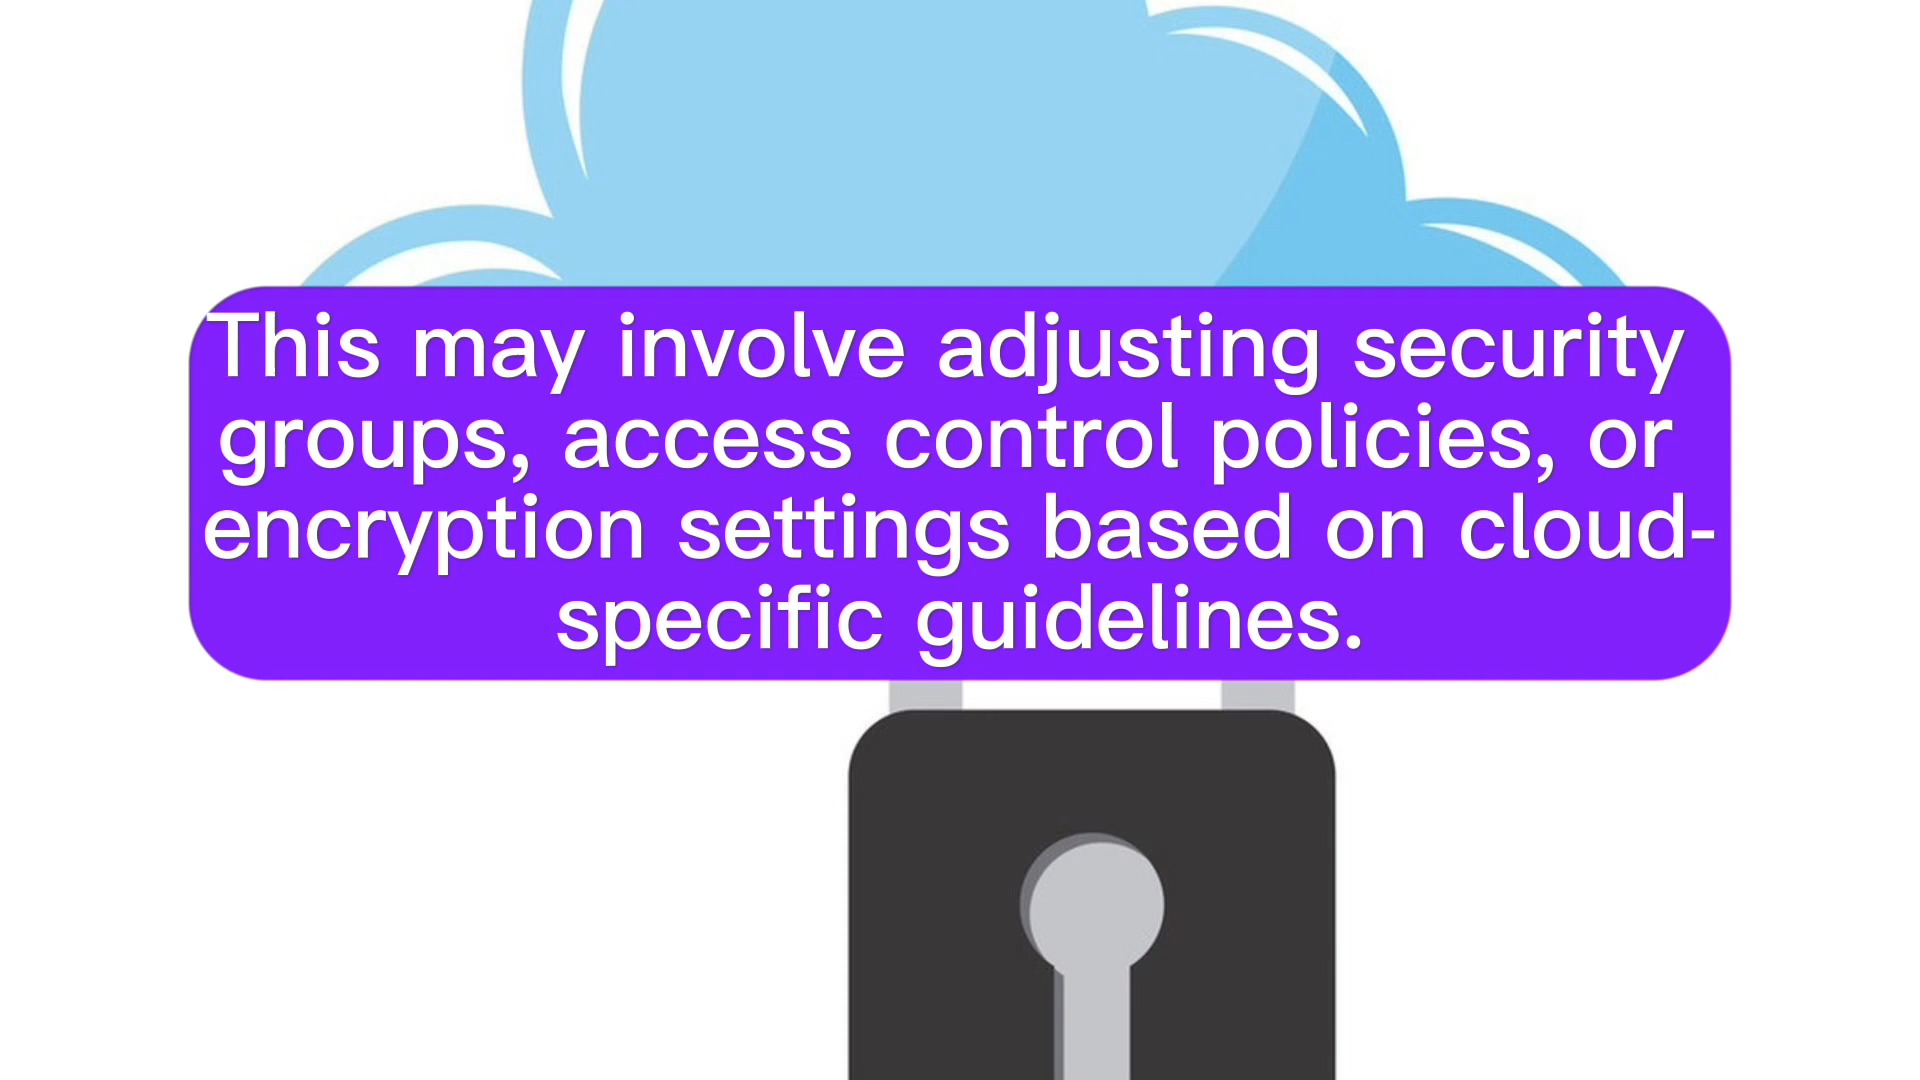 This may involve adjusting security
groups, access control policies, or
encryption settings based on cloud-
specific guidelines.